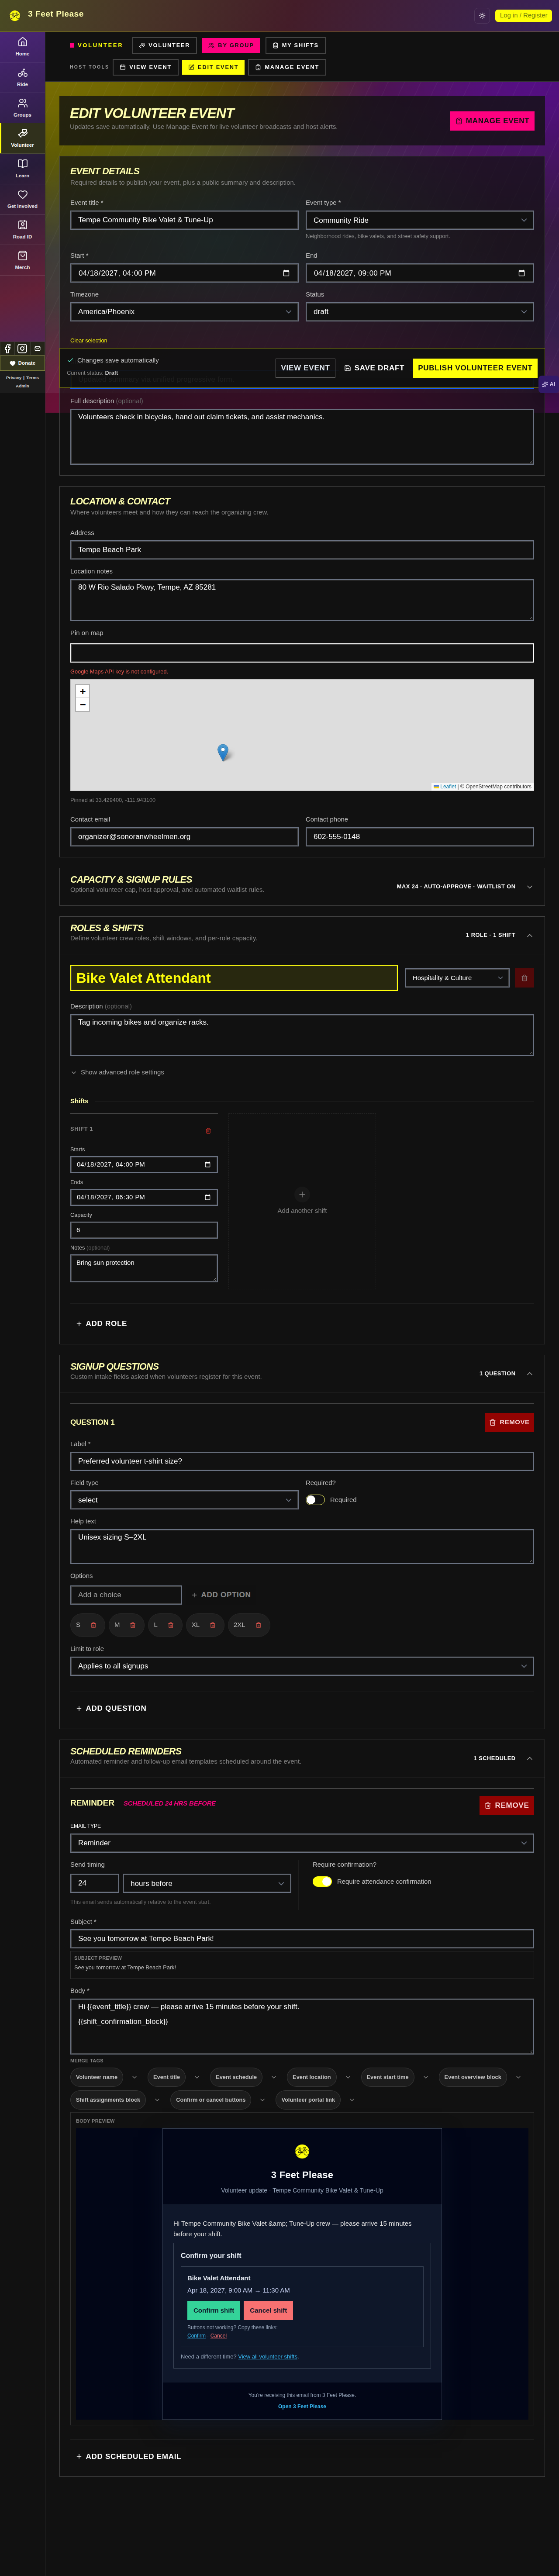 3 Feet Please
Log in / Register
Home
Ride
Groups
Volunteer
Learn
Get involved
Road ID
Merch
Donate
Privacy | Terms
Admin
VOLUNTEER
VOLUNTEER
BY GROUP
MY SHIFTS
HOST TOOLS
VIEW EVENT
EDIT EVENT
MANAGE EVENT
EDIT VOLUNTEER EVENT
Updates save automatically. Use Manage Event for live volunteer broadcasts and host alerts.
MANAGE EVENT
EVENT DETAILS
Required details to publish your event, plus a public summary and description.
Event title *
Event type *
Tempe Community Bike Valet & Tune-Up
Community Ride
Neighborhood rides, bike valets, and street safety support.
Start *
End
04/18/2027, 04:00 PM
04/18/2027, 09:00 PM
Timezone
Status
America/Phoenix
draft
Clear selection
Changes save automatically
Current status: Draft
VIEW EVENT
SAVE DRAFT
PUBLISH VOLUNTEER EVENT
AI
Full description (optional)
Volunteers check in bicycles, hand out claim tickets, and assist mechanics.
LOCATION & CONTACT
Where volunteers meet and how they can reach the organizing crew.
Address
Tempe Beach Park
Location notes
80 W Rio Salado Pkwy, Tempe, AZ 85281
Pin on map
Google Maps API key is not configured.
+
−
Leaflet | © OpenStreetMap contributors
Pinned at 33.429400, -111.943100
Contact email
Contact phone
organizer@sonoranwheelmen.org
602-555-0148
CAPACITY & SIGNUP RULES
Optional volunteer cap, host approval, and automated waitlist rules.
MAX 24 · AUTO-APPROVE · WAITLIST ON
ROLES & SHIFTS
Define volunteer crew roles, shift windows, and per-role capacity.
1 ROLE · 1 SHIFT
Bike Valet Attendant
Hospitality & Culture
Description (optional)
Tag incoming bikes and organize racks.
Show advanced role settings
Shifts
SHIFT 1
Starts
04/18/2027, 04:00 PM
Ends
04/18/2027, 06:30 PM
Capacity
6
Notes (optional)
Bring sun protection
Add another shift
ADD ROLE
SIGNUP QUESTIONS
Custom intake fields asked when volunteers register for this event.
1 QUESTION
QUESTION 1
REMOVE
Label *
Preferred volunteer t-shirt size?
Field type
Required?
select
Required
Help text
Unisex sizing S–2XL
Options
Add a choice
ADD OPTION
S
M
L
XL
2XL
Limit to role
Applies to all signups
ADD QUESTION
SCHEDULED REMINDERS
Automated reminder and follow-up email templates scheduled around the event.
1 SCHEDULED
REMINDER
SCHEDULED 24 HRS BEFORE
REMOVE
EMAIL TYPE
Reminder
Send timing
Require confirmation?
24
hours before
Require attendance confirmation
This email sends automatically relative to the event start.
Subject *
See you tomorrow at Tempe Beach Park!
SUBJECT PREVIEW
See you tomorrow at Tempe Beach Park!
Body *
Hi {{event_title}} crew — please arrive 15 minutes before your shift.
{{shift_confirmation_block}}
MERGE TAGS
Volunteer name
Event title
Event schedule
Event location
Event start time
Event overview block
Shift assignments block
Confirm or cancel buttons
Volunteer portal link
BODY PREVIEW
3 Feet Please
Volunteer update · Tempe Community Bike Valet & Tune-Up
Hi Tempe Community Bike Valet &amp; Tune-Up crew — please arrive 15 minutes
before your shift.
Confirm your shift
Bike Valet Attendant
Apr 18, 2027, 9:00 AM → 11:30 AM
Confirm shift
Cancel shift
Buttons not working? Copy these links:
Confirm · Cancel
Need a different time? View all volunteer shifts.
You're receiving this email from 3 Feet Please.
Open 3 Feet Please
ADD SCHEDULED EMAIL